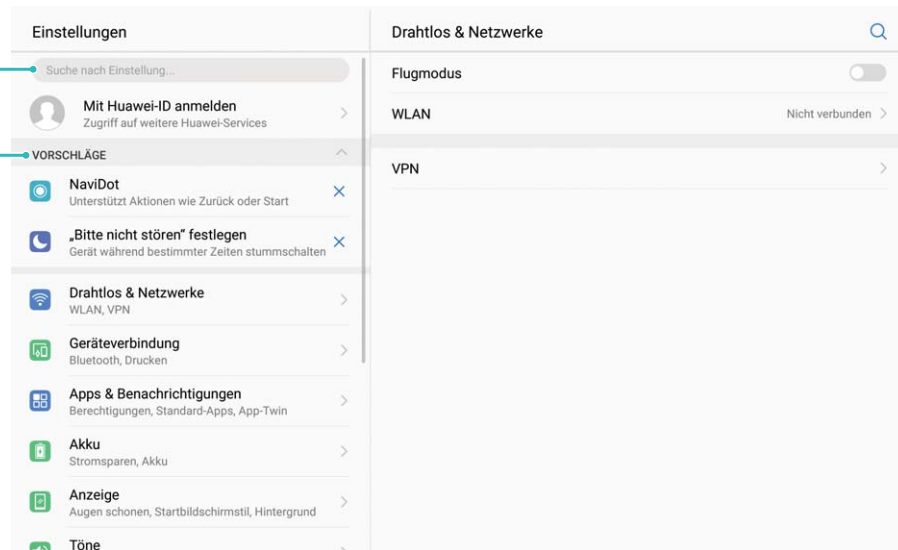 Einstellungen
Suche nach Einstellung...
Mit Huawei-ID anmelden
Zugriff auf weitere Huawei-Services
VORSCHLÄGE
NaviDot
Unterstützt Aktionen wie Zurück oder Start
„Bitte nicht stören“ festlegen
Gerät während bestimmter Zeiten stummschalten
Drahtlos & Netzwerke
WLAN, VPN
Geräteverbindung
Bluetooth, Drucken
Apps & Benachrichtigungen
Berechtigungen, Standard-Apps, App-Twin
Akku
Stromsparen, Akku
Anzeige
Augen schonen, Startbildschirmstil, Hintergrund
Töne
Drahtlos & Netzwerke
Flugmodus
WLAN Nicht verbunden
VPN